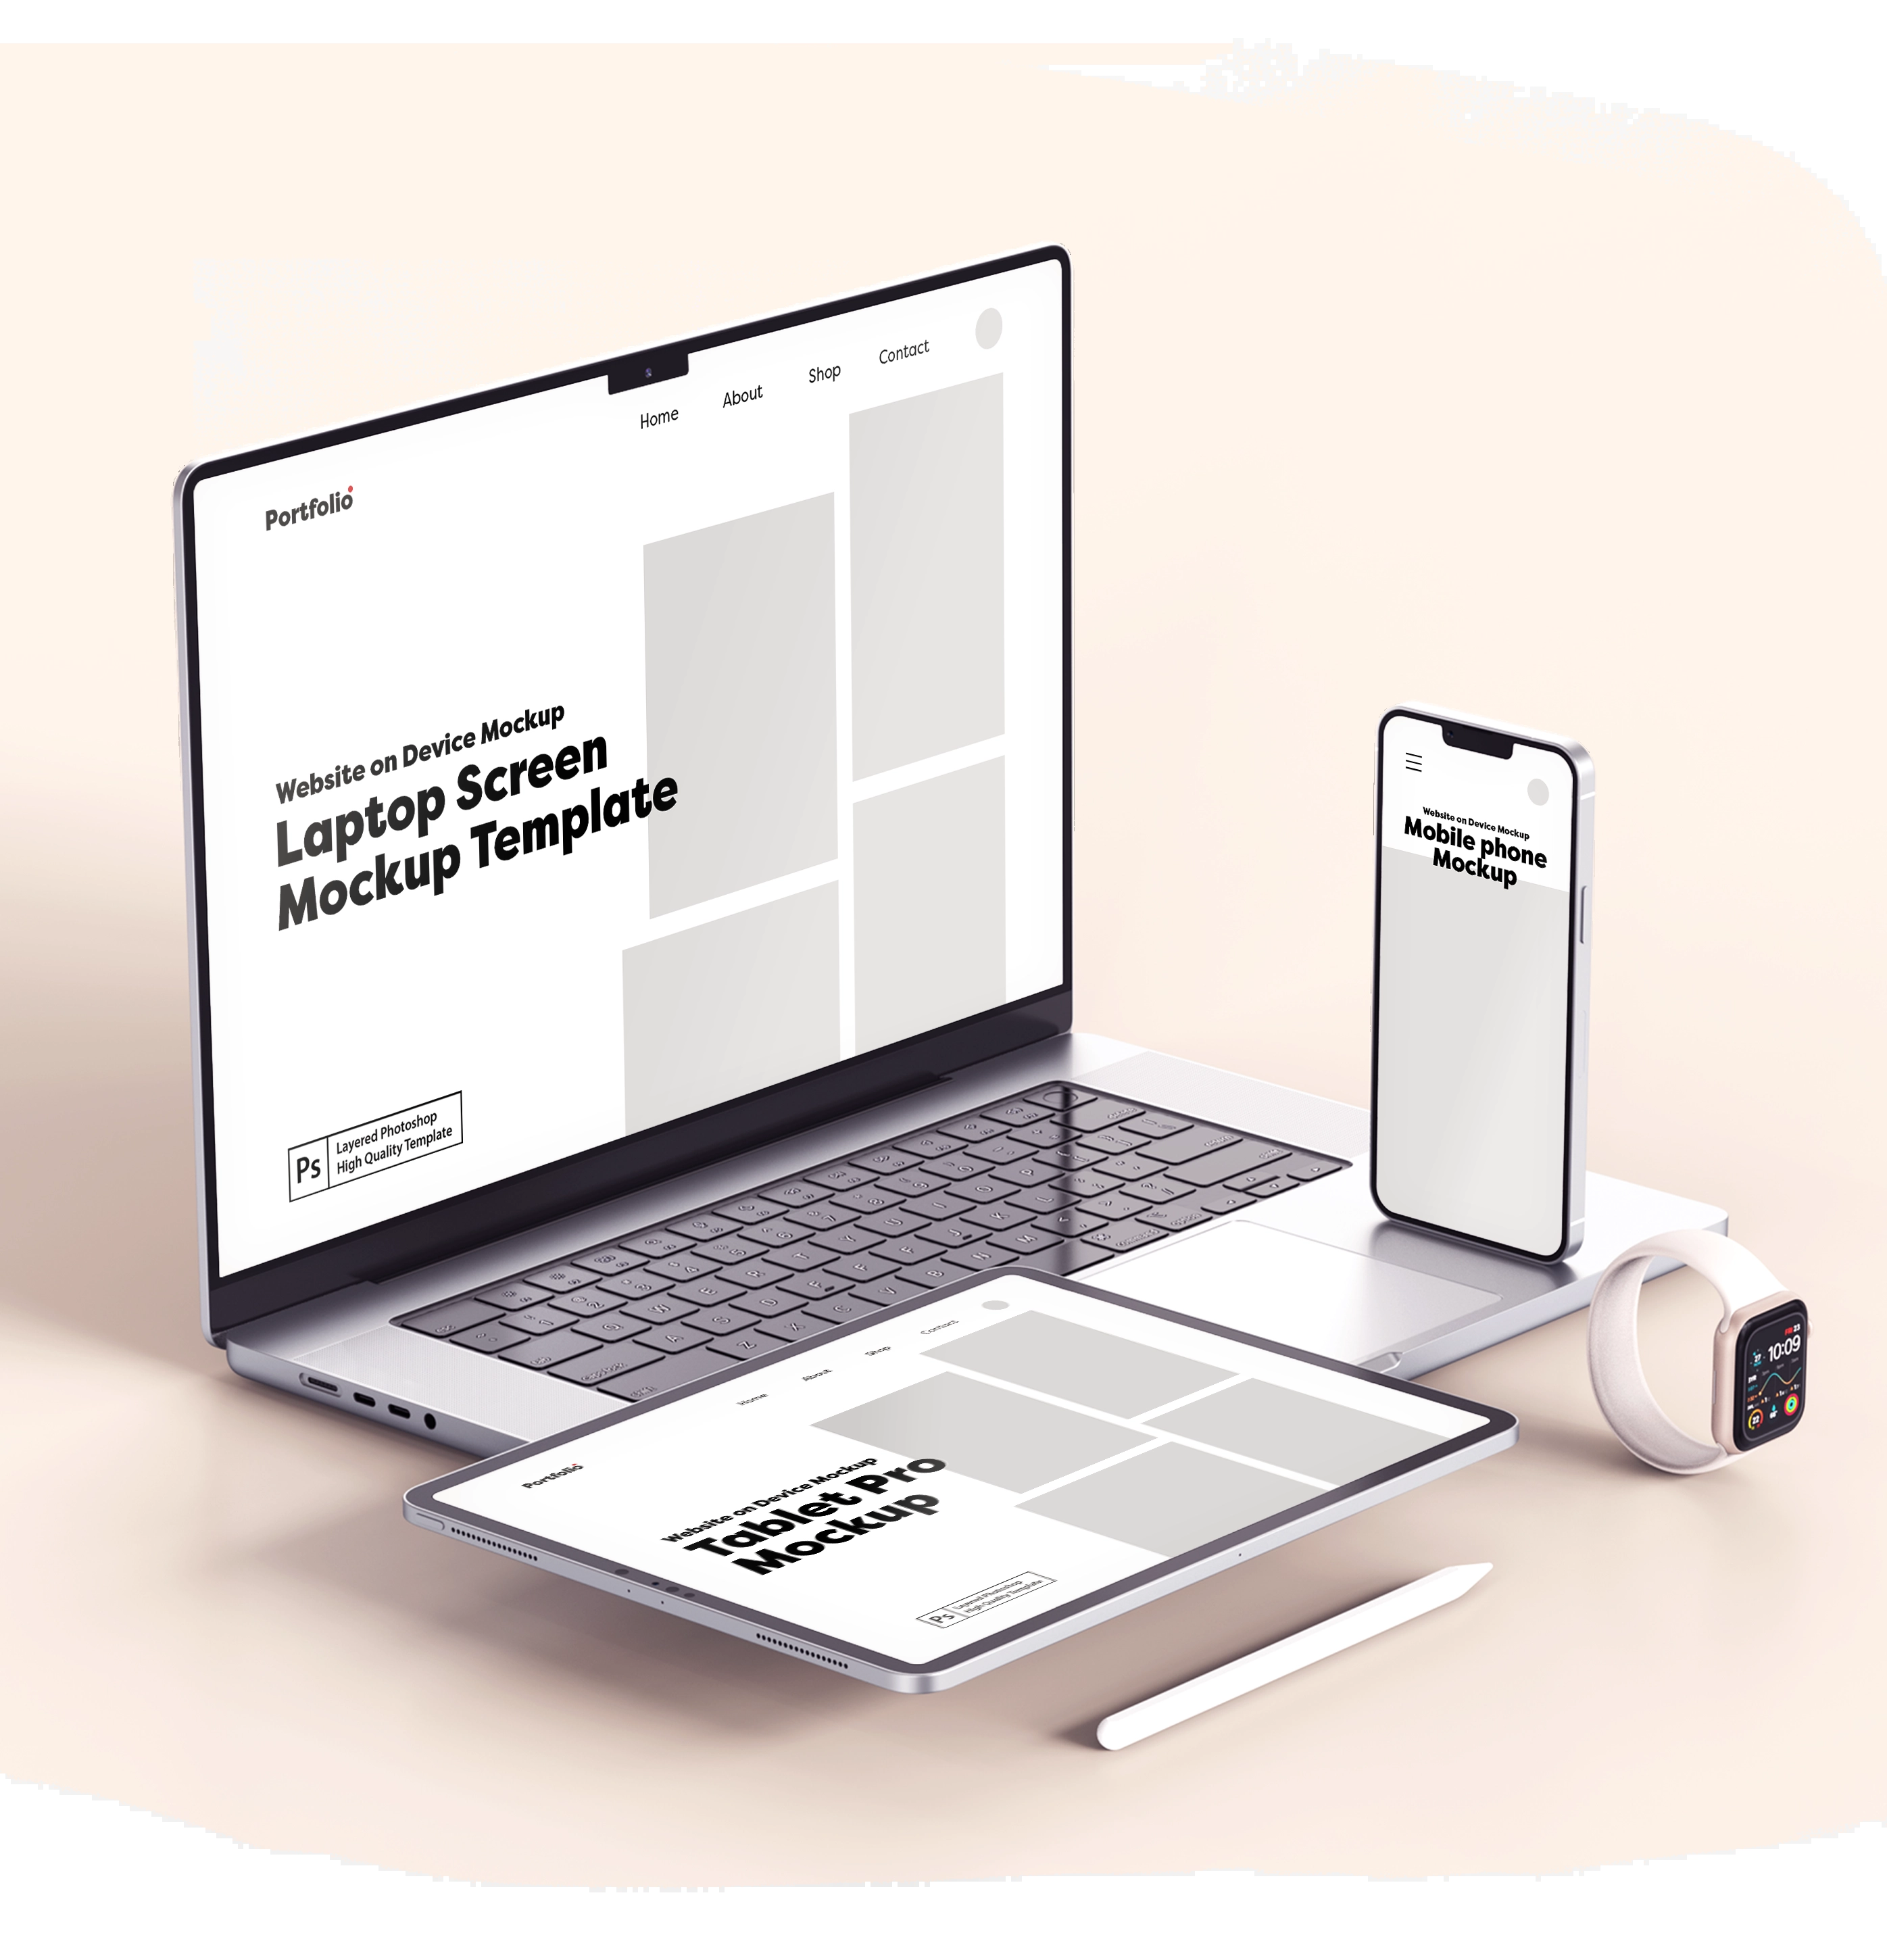 Home About Shop Contact
Portfolio
Website on Device Mockup
Laptop Screen
Mockup Template
Ps
Layered Photoshop
High Quality Template
Website on Device Mockup
Mobile phone
Mockup
FRI 23
10:09
Home About Shop Contact
Portfolio
Website on Device Mockup
Tablet Pro
Mockup
Ps
Layered Photoshop
High Quality Template